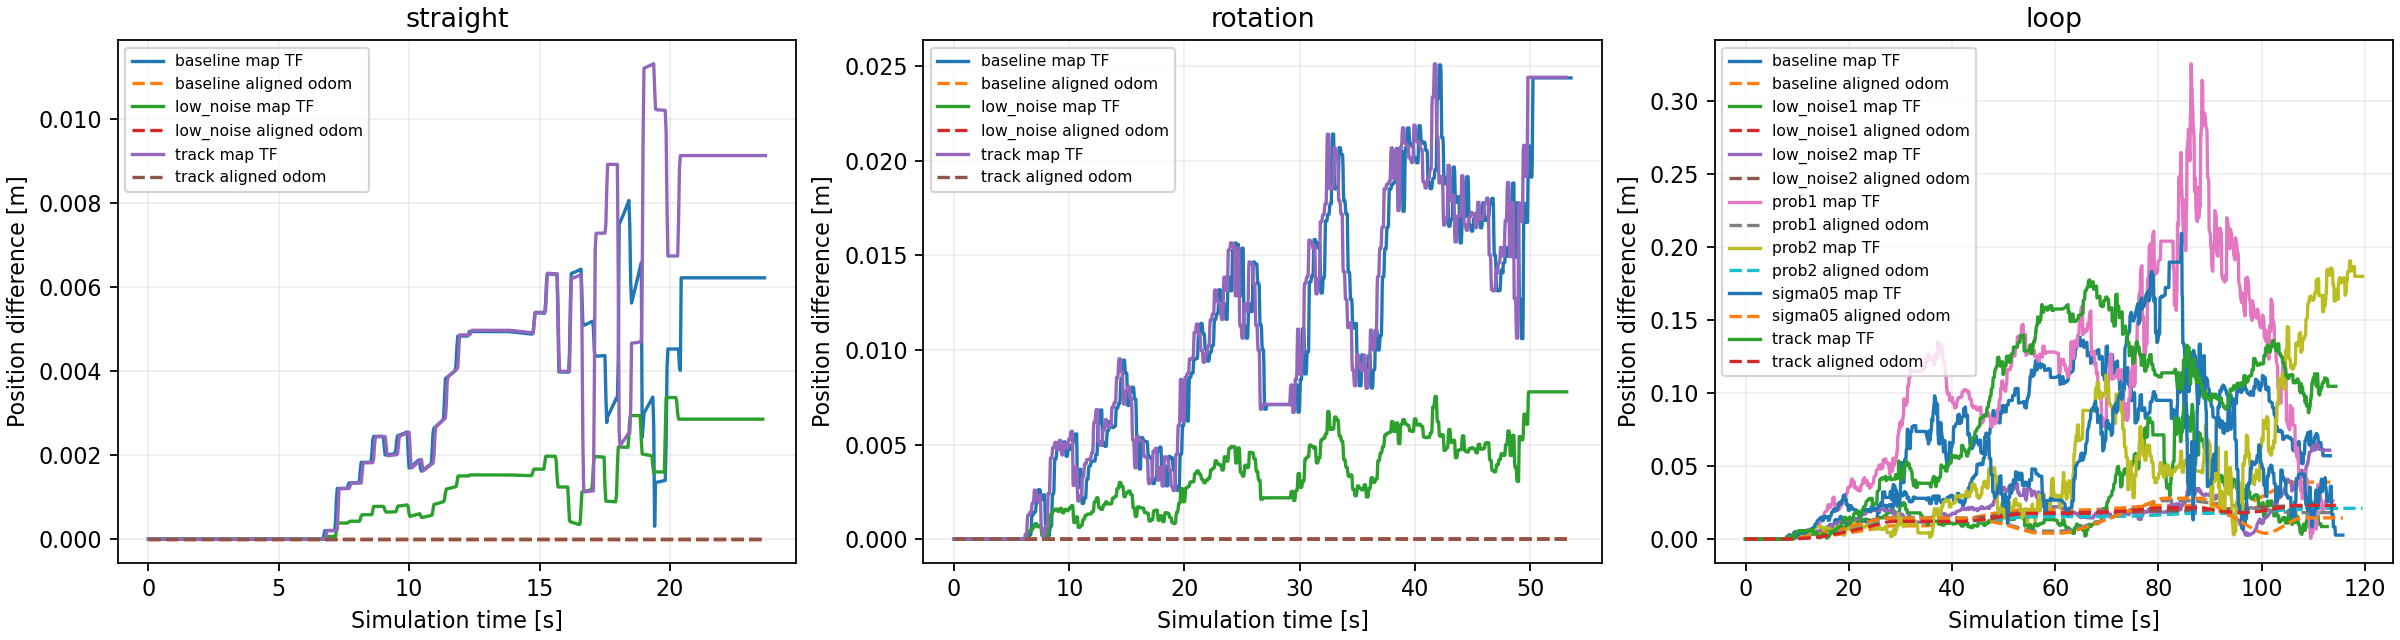 straight
Position difference [m]
0.010
0.008
0.006
0.004
0.002
0.000
baseline map TF
baseline aligned odom
low_noise map TF
low_noise aligned odom
track map TF
track aligned odom
0 5 10 15 20
Simulation time [s]
rotation
Position difference [m]
0.025
0.020
0.015
0.010
0.005
0.000
baseline map TF
baseline aligned odom
low_noise map TF
low_noise aligned odom
track map TF
track aligned odom
0 10 20 30 40 50
Simulation time [s]
loop
Position difference [m]
0.30
0.25
0.20
0.15
0.10
0.05
0.00
baseline map TF
baseline aligned odom
low_noise1 map TF
low_noise1 aligned odom
low_noise2 map TF
low_noise2 aligned odom
prob1 map TF
prob1 aligned odom
prob2 map TF
prob2 aligned odom
sigma05 map TF
sigma05 aligned odom
track map TF
track aligned odom
0 20 40 60 80 100 120
Simulation time [s]